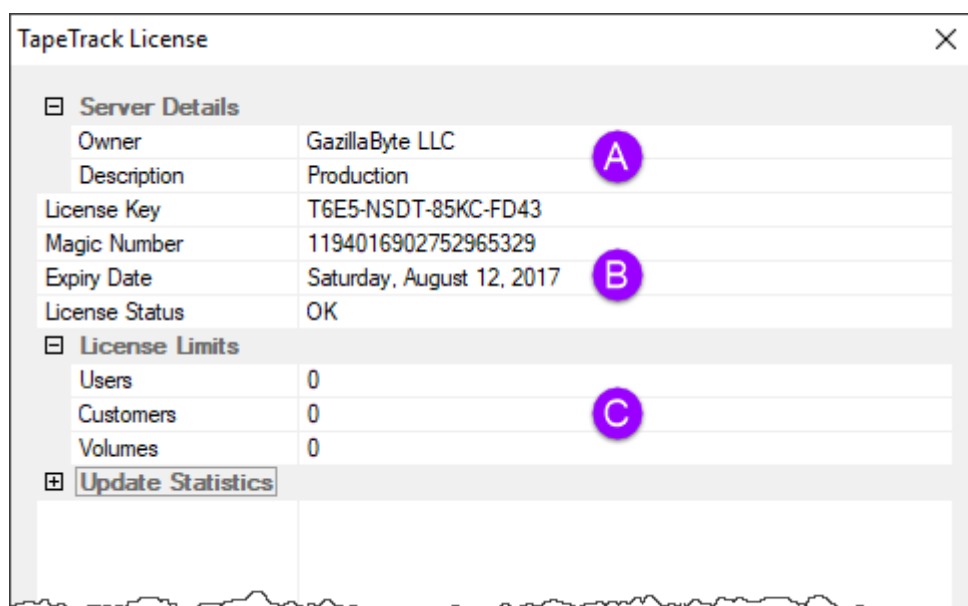 TapeTrack License
Server Details
Owner GazillaByte LLC
A
Description Production
License Key T6E5-NSDT-85KC-FD43
Magic Number 1194016902752965329
Expiry Date Saturday, August 12, 2017 B
License Status OK
License Limits
Users 0
Customers 0 C
Volumes 0
Update Statistics